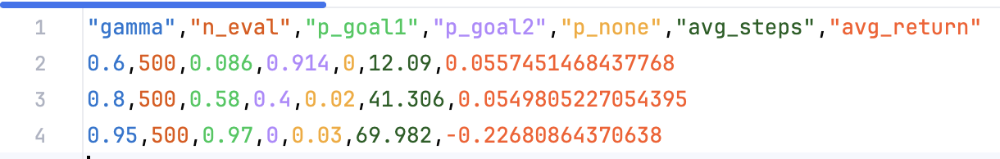 1 "gamma","n_eval","p_goal1","p_goal2","p_none","avg_steps","avg_return"
2 0.6,500,0.086,0.914,0,12.09,0.0557451468437768
3 0.8,500,0.58,0.4,0.02,41.306,0.0549805227054395
4 0.95,500,0.97,0,0.03,69.982,-0.22680864370638